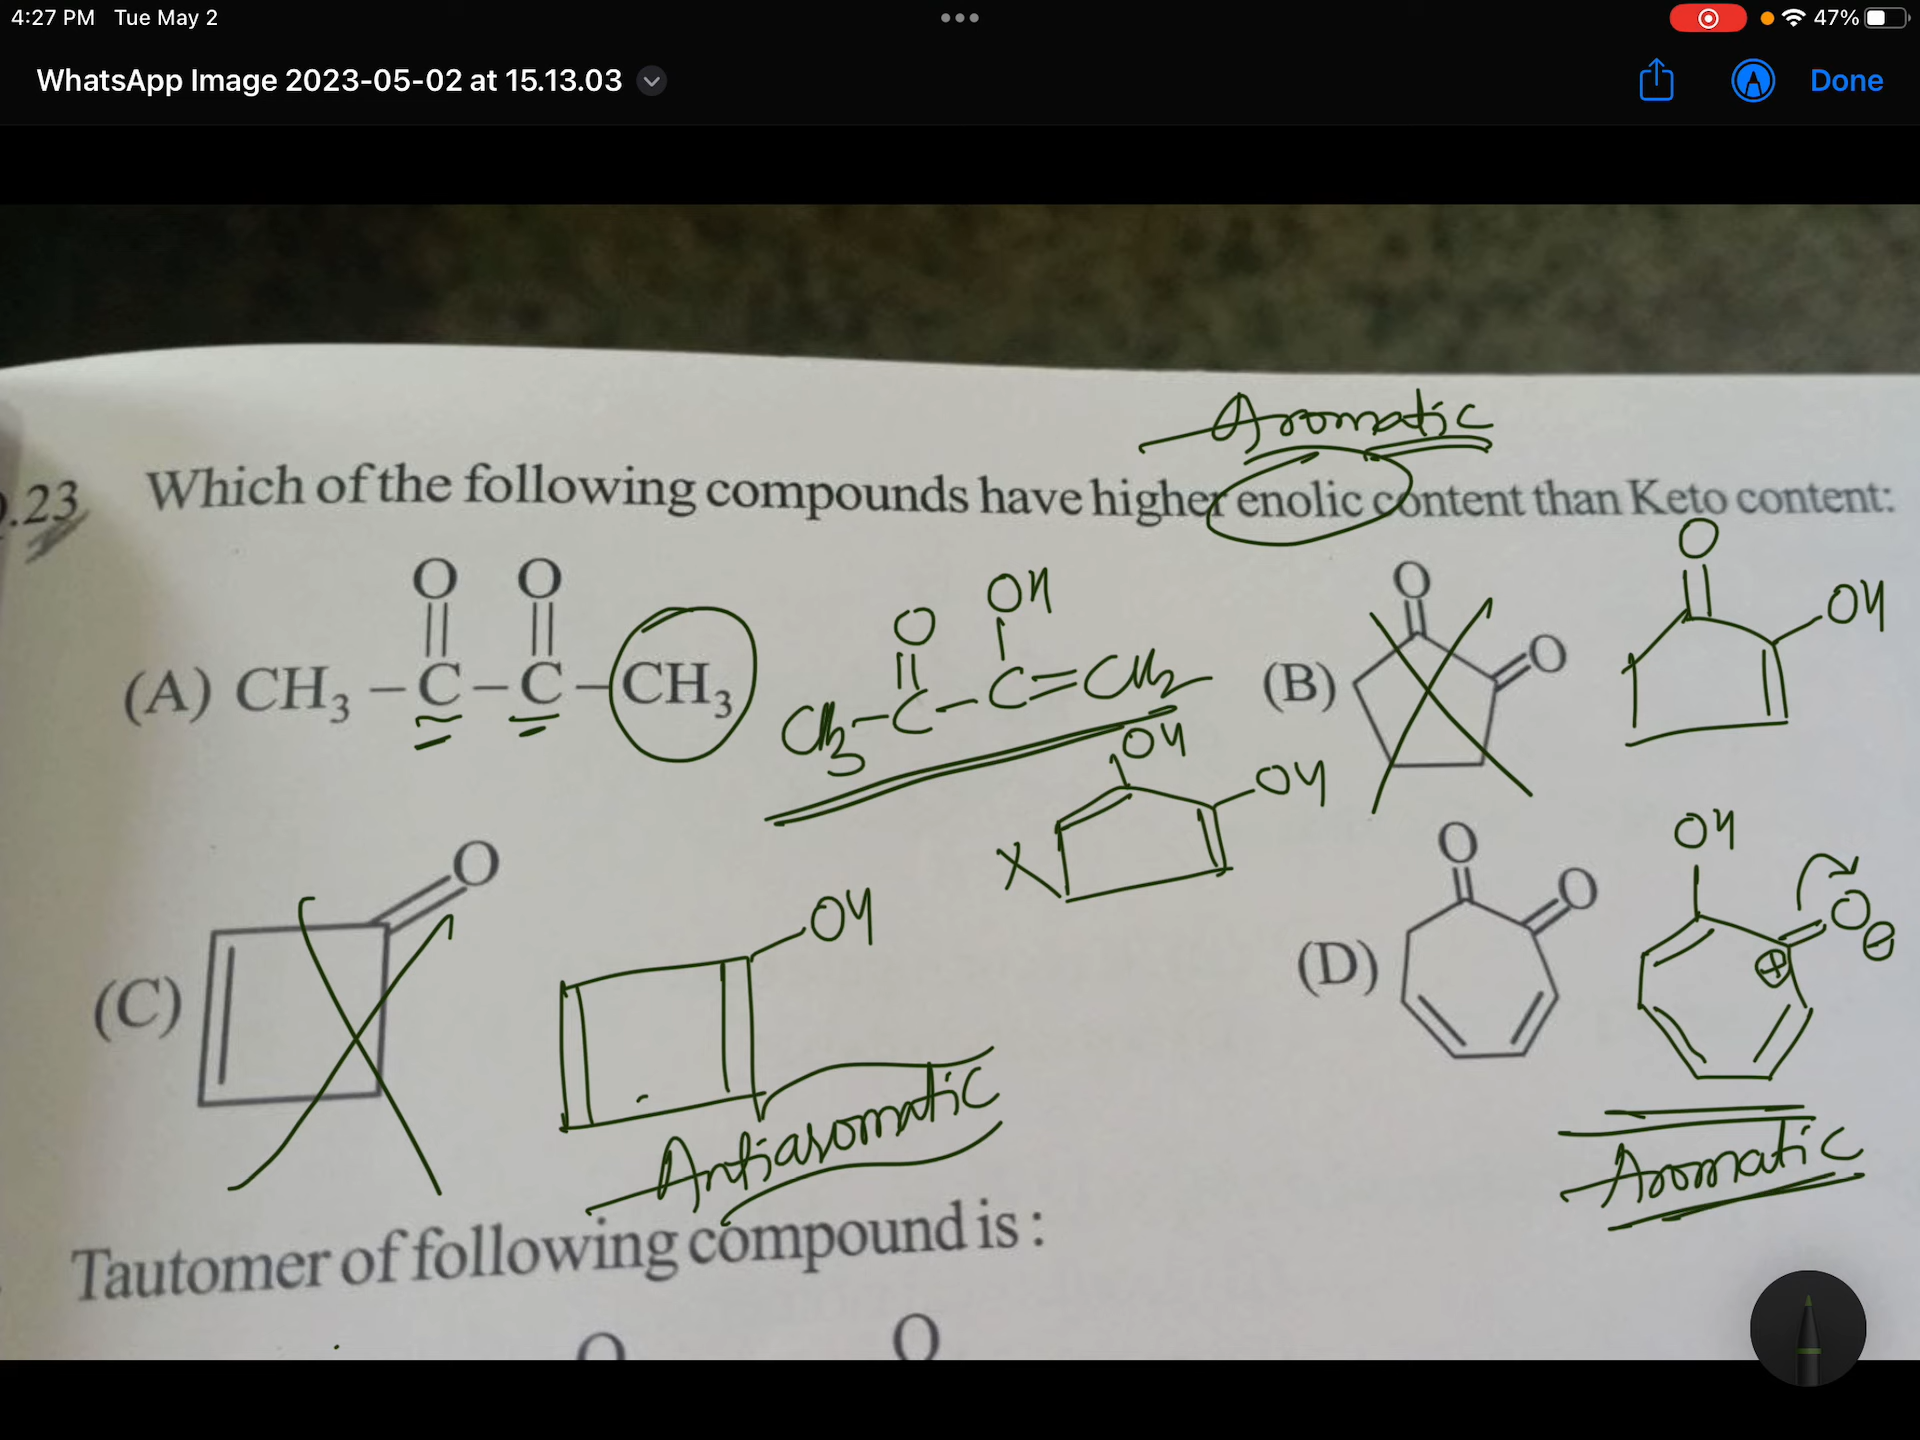 4:27 PM Tue May 2
47%
WhatsApp Image 2023-05-02 at 15.13.03
Done
Aromatic
.23 Which of the following compounds have higher enolic content than Keto content:
(A) CH3 – C – C – CH3
O O
CH3 – C – C = CH2
O OH
(B)
O
O
O
OH
OH
OH
X
(C)
O
OH
Antiaromatic
(D)
O
O
OH
O
⊕
⊖
Aromatic
Tautomer of following compound is :
O O